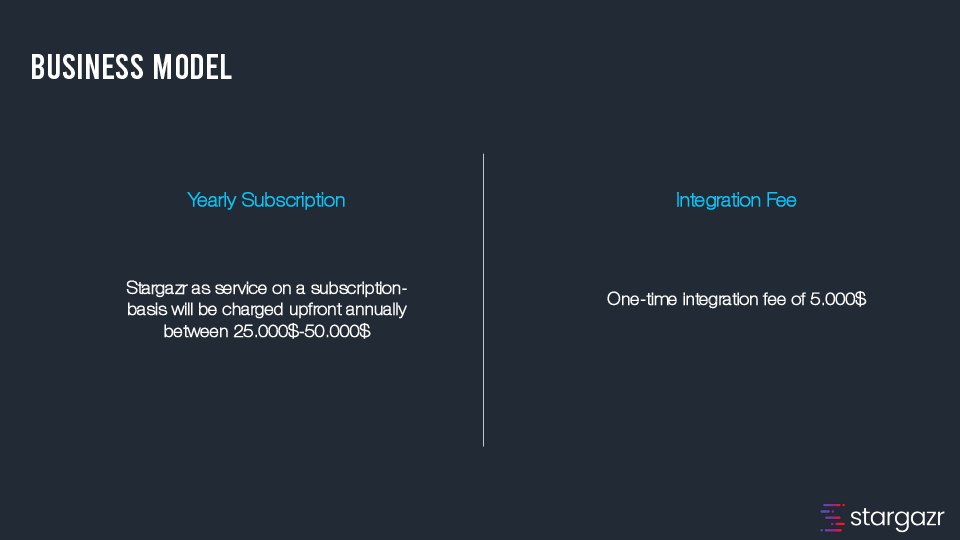 BUSINESS MODEL
Yearly Subscription
Stargazr as service on a subscription-
basis will be charged upfront annually
between 25.000$-50.000$
Integration Fee
One-time integration fee of 5.000$
stargazr